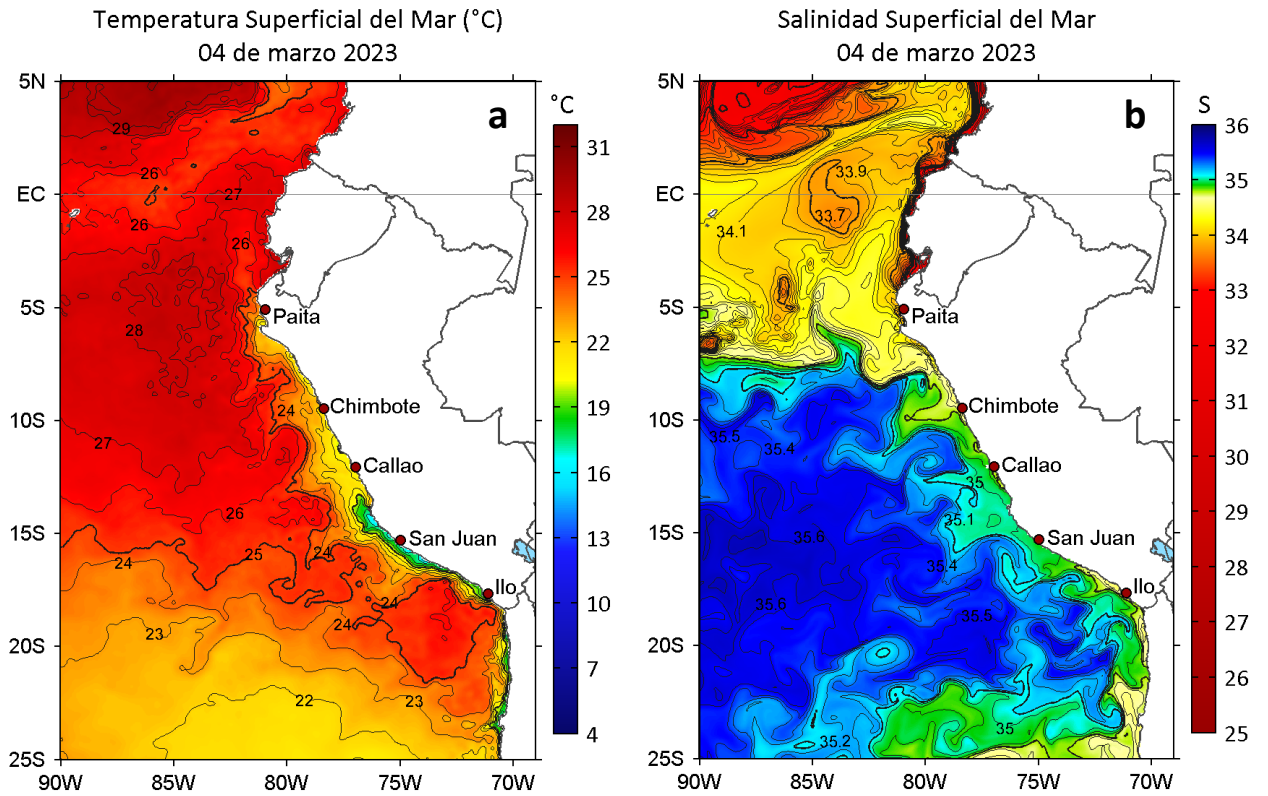 Temperatura Superficial del Mar (°C)
04 de marzo 2023
5N
EC
5S
10S
15S
20S
25S
90W
85W
80W
75W
70W
a
29
26
27
26
26
28
Paita
24
Chimbote
27
Callao
26
San Juan
24
25
24
Ilo
24
24
23
23
22
°C
31
28
25
22
19
16
13
10
7
4
Salinidad Superficial del Mar
04 de marzo 2023
5N
EC
5S
10S
15S
20S
25S
90W
85W
80W
75W
70W
b
33.9
33.7
34.1
Paita
Chimbote
35.5
35.4
Callao
35
35.1
35.6
San Juan
35.4
Ilo
35.6
35.5
35
35.2
S
36
35
34
33
32
31
30
29
28
27
26
25